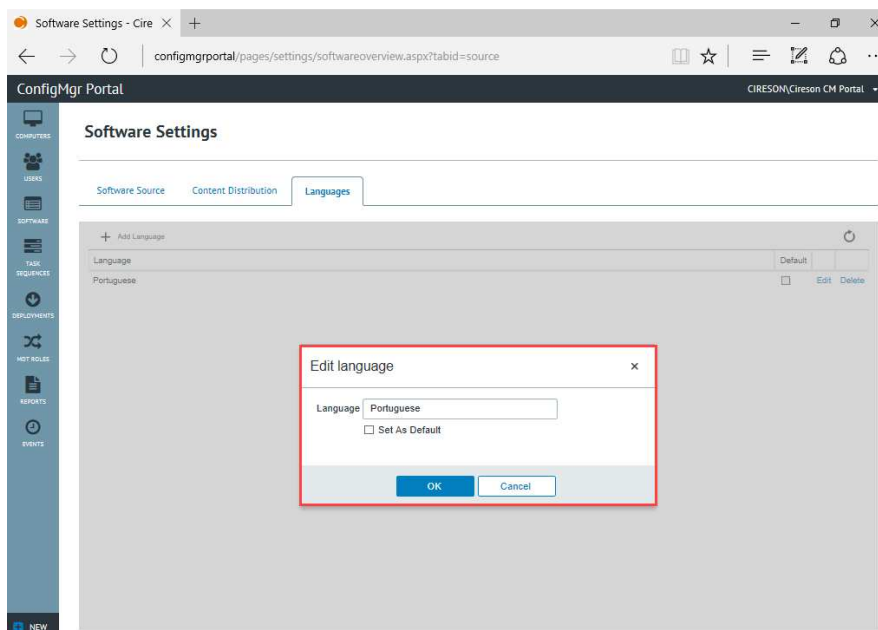 Software Settings - Cire
configmgrportal/pages/settings/softwareoverview.aspx?tabid=source
ConfigMgr Portal
CIRESON\Cireson CM Portal
COMPUTERS
USERS
SOFTWARE
TASK
SEQUENCES
DEPLOYMENTS
MDT ROLES
REPORTS
EVENTS
NEW
Software Settings
Software Source Content Distribution Languages
Add Language
Language Default
Portuguese Edit Delete
Edit language
Language Portuguese
Set As Default
OK Cancel